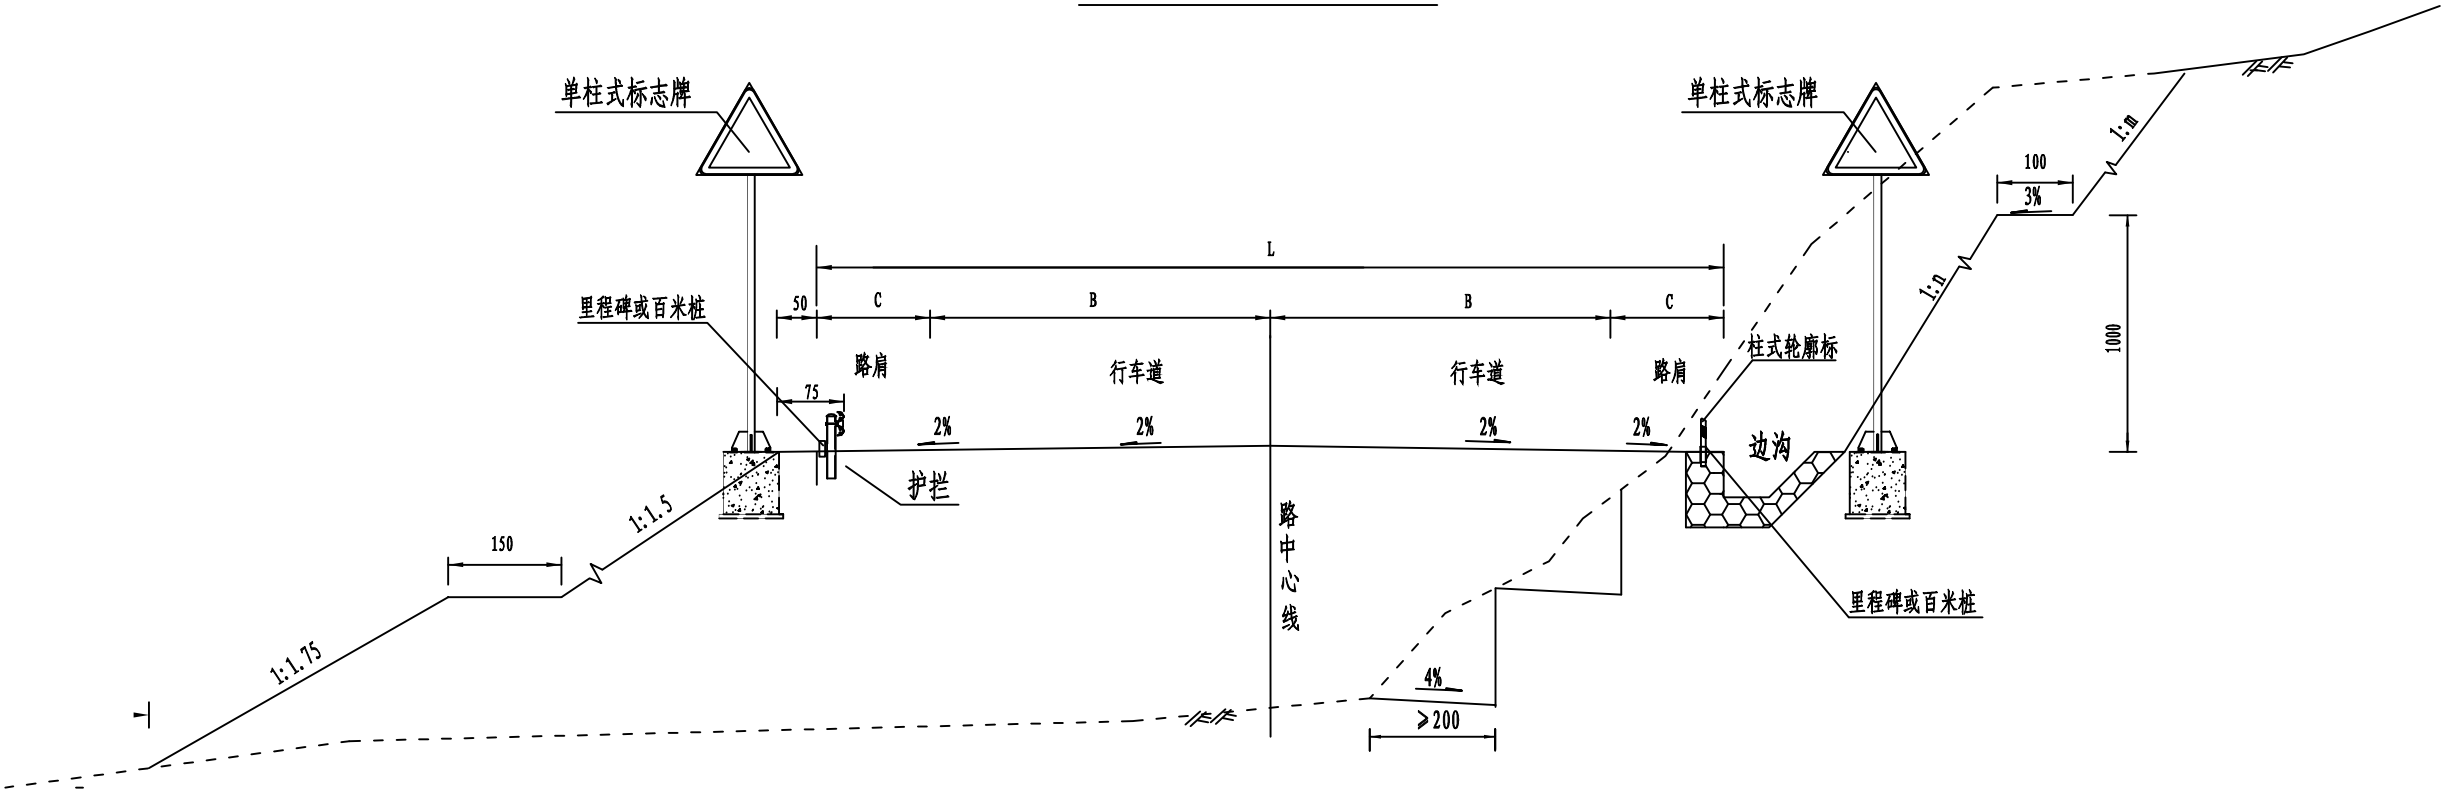 单柱式标志牌
单柱式标志牌
1:m
100
3%
L
1:n
里程碑或百米桩
50
C
B
B
C
1000
柱式轮廓标
路肩
行车道
行车道
路肩
75
2%
2%
2%
2%
边沟
护拦
1:1.5
路中心线
150
里程碑或百米桩
1:1.75
4%
≥200